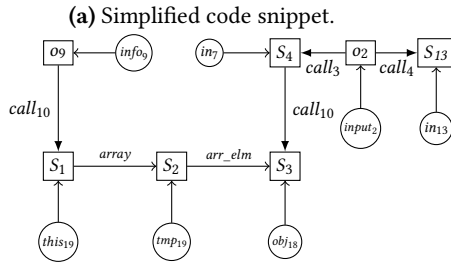 (a) Simplified code snippet.
o9 info9 in7 S4 o2 S13
call3 call4
call10 call10 input2 in13
array arr_elm
S1 S2 S3
this19 tmp19 obj18